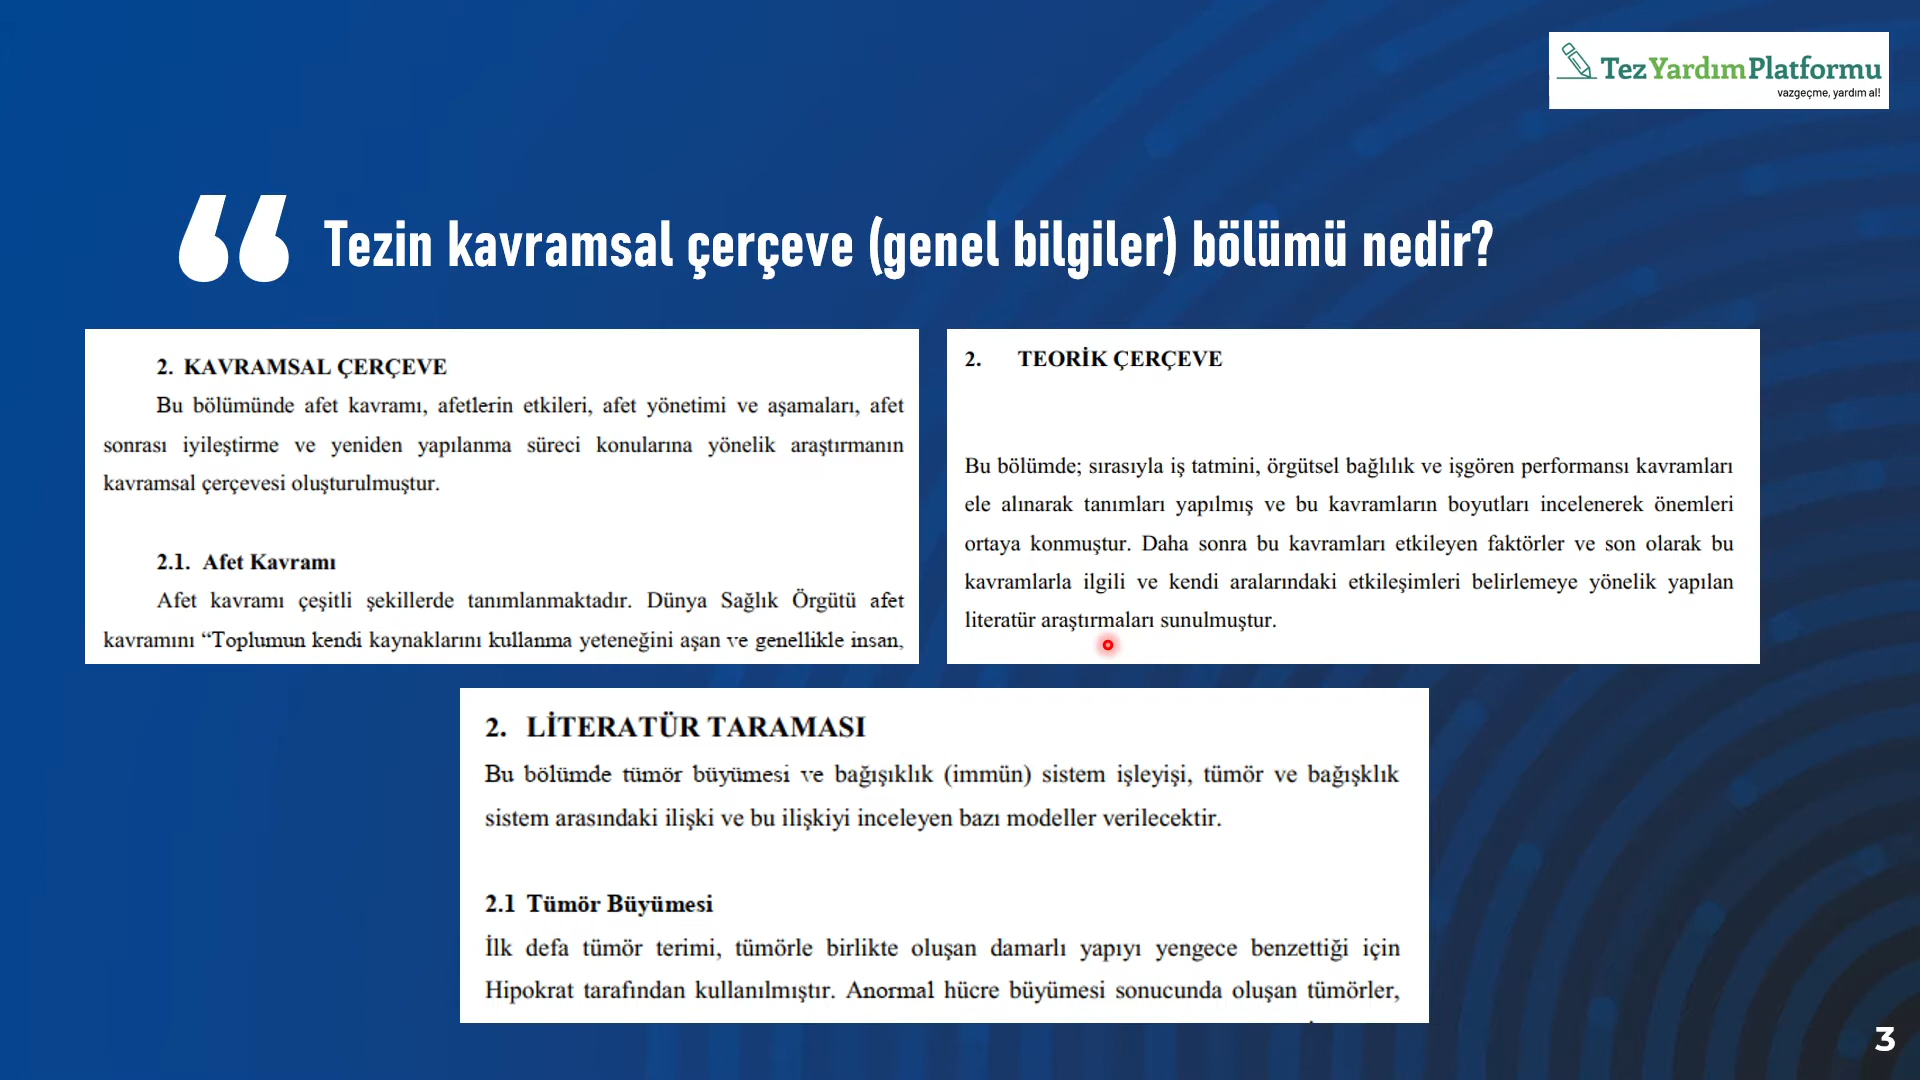 TezYardımPlatformu
vazgeçme, yardım al!
Tezin kavramsal çerçeve (genel bilgiler) bölümü nedir?
2. KAVRAMSAL ÇERÇEVE
Bu bölümünde afet kavramı, afetlerin etkileri, afet yönetimi ve aşamaları, afet
sonrası iyileştirme ve yeniden yapılanma süreci konularına yönelik araştırmanın
kavramsal çerçevesi oluşturulmuştur.
2.1. Afet Kavramı
Afet kavramı çeşitli şekillerde tanımlanmaktadır. Dünya Sağlık Örgütü afet
kavramını “Toplumun kendi kaynaklarını kullanma yeteneğini aşan ve genellikle insan,
2. TEORİK ÇERÇEVE
Bu bölümde; sırasıyla iş tatmini, örgütsel bağlılık ve işgören performansı kavramları
ele alınarak tanımları yapılmış ve bu kavramların boyutları incelenerek önemleri
ortaya konmuştur. Daha sonra bu kavramları etkileyen faktörler ve son olarak bu
kavramlarla ilgili ve kendi aralarındaki etkileşimleri belirlemeye yönelik yapılan
literatür araştırmaları sunulmuştur.
2. LİTERATÜR TARAMASI
Bu bölümde tümör büyümesi ve bağışıklık (immün) sistem işleyişi, tümör ve bağışklık
sistem arasındaki ilişki ve bu ilişkiyi inceleyen bazı modeller verilecektir.
2.1 Tümör Büyümesi
İlk defa tümör terimi, tümörle birlikte oluşan damarlı yapıyı yengece benzettiği için
Hipokrat tarafından kullanılmıştır. Anormal hücre büyümesi sonucunda oluşan tümörler,
3